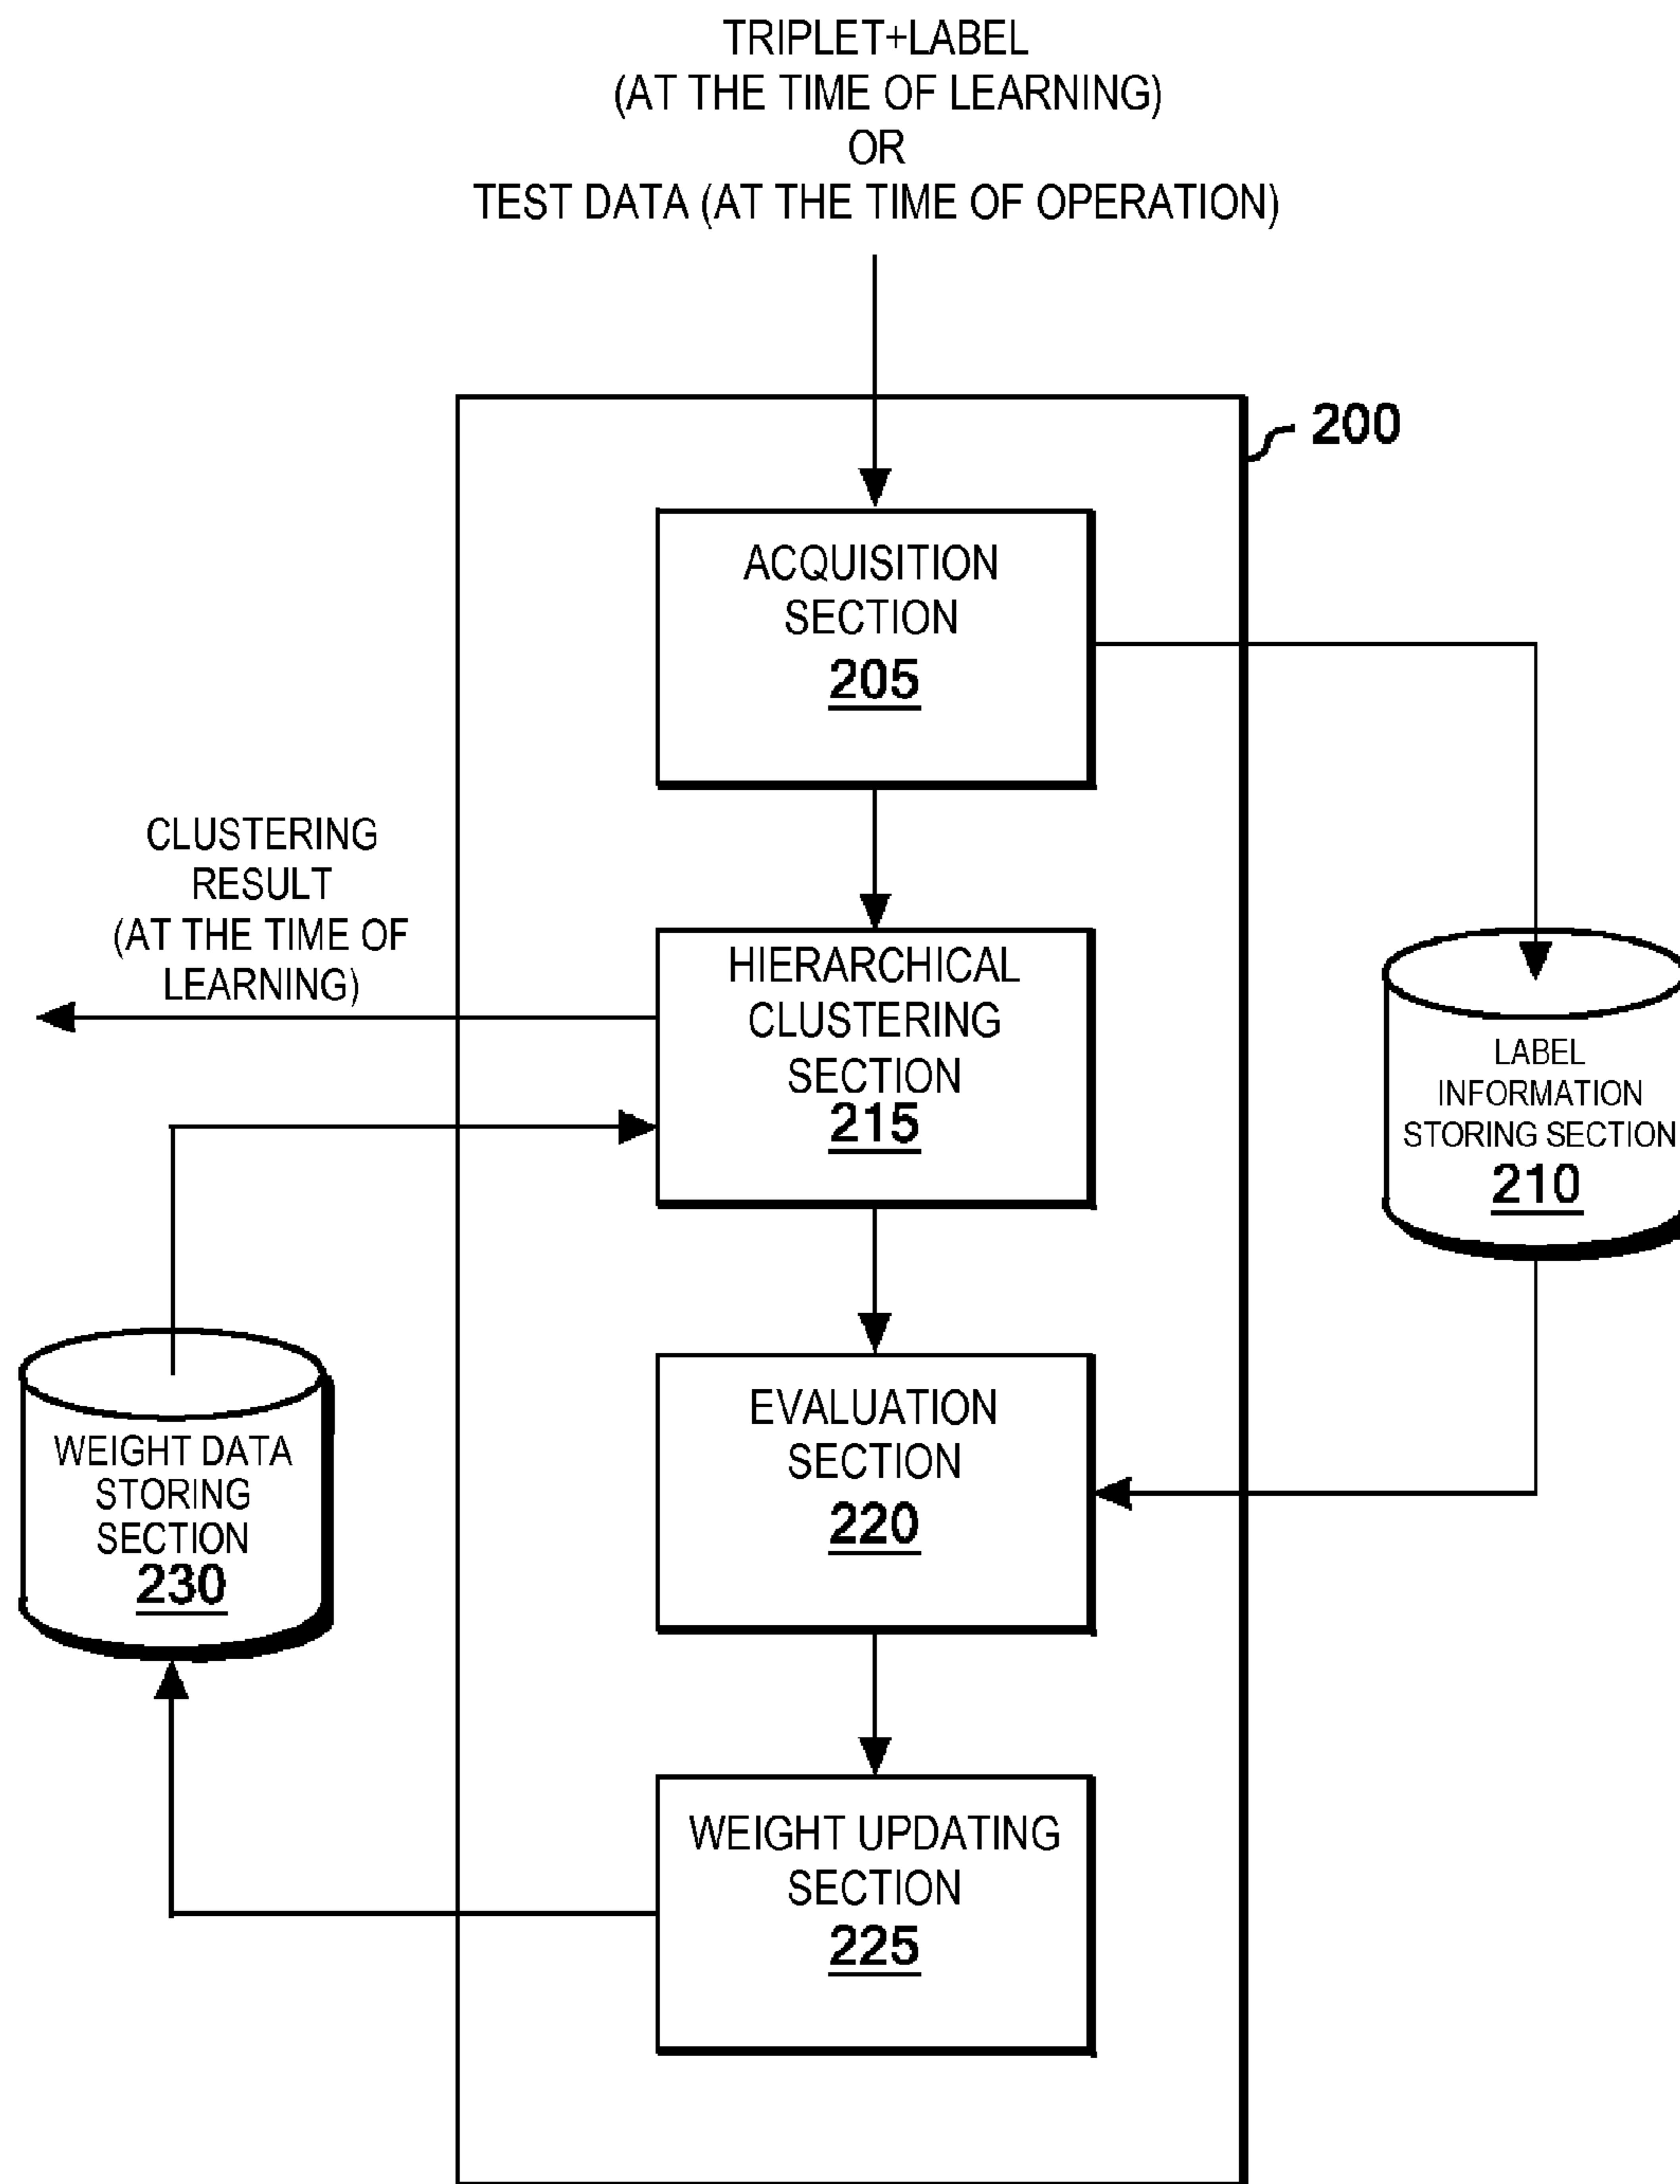 TRIPLET+LABEL
(AT THE TIME OF LEARNING)
OR
TEST DATA (AT THE TIME OF OPERATION)
200
ACQUISITION
SECTION
205
CLUSTERING
RESULT
(AT THE TIME OF
LEARNING)
HIERARCHICAL
CLUSTERING
SECTION
215
LABEL
INFORMATION
STORING SECTION
210
EVALUATION
SECTION
220
WEIGHT DATA
STORING
SECTION
230
WEIGHT UPDATING
SECTION
225